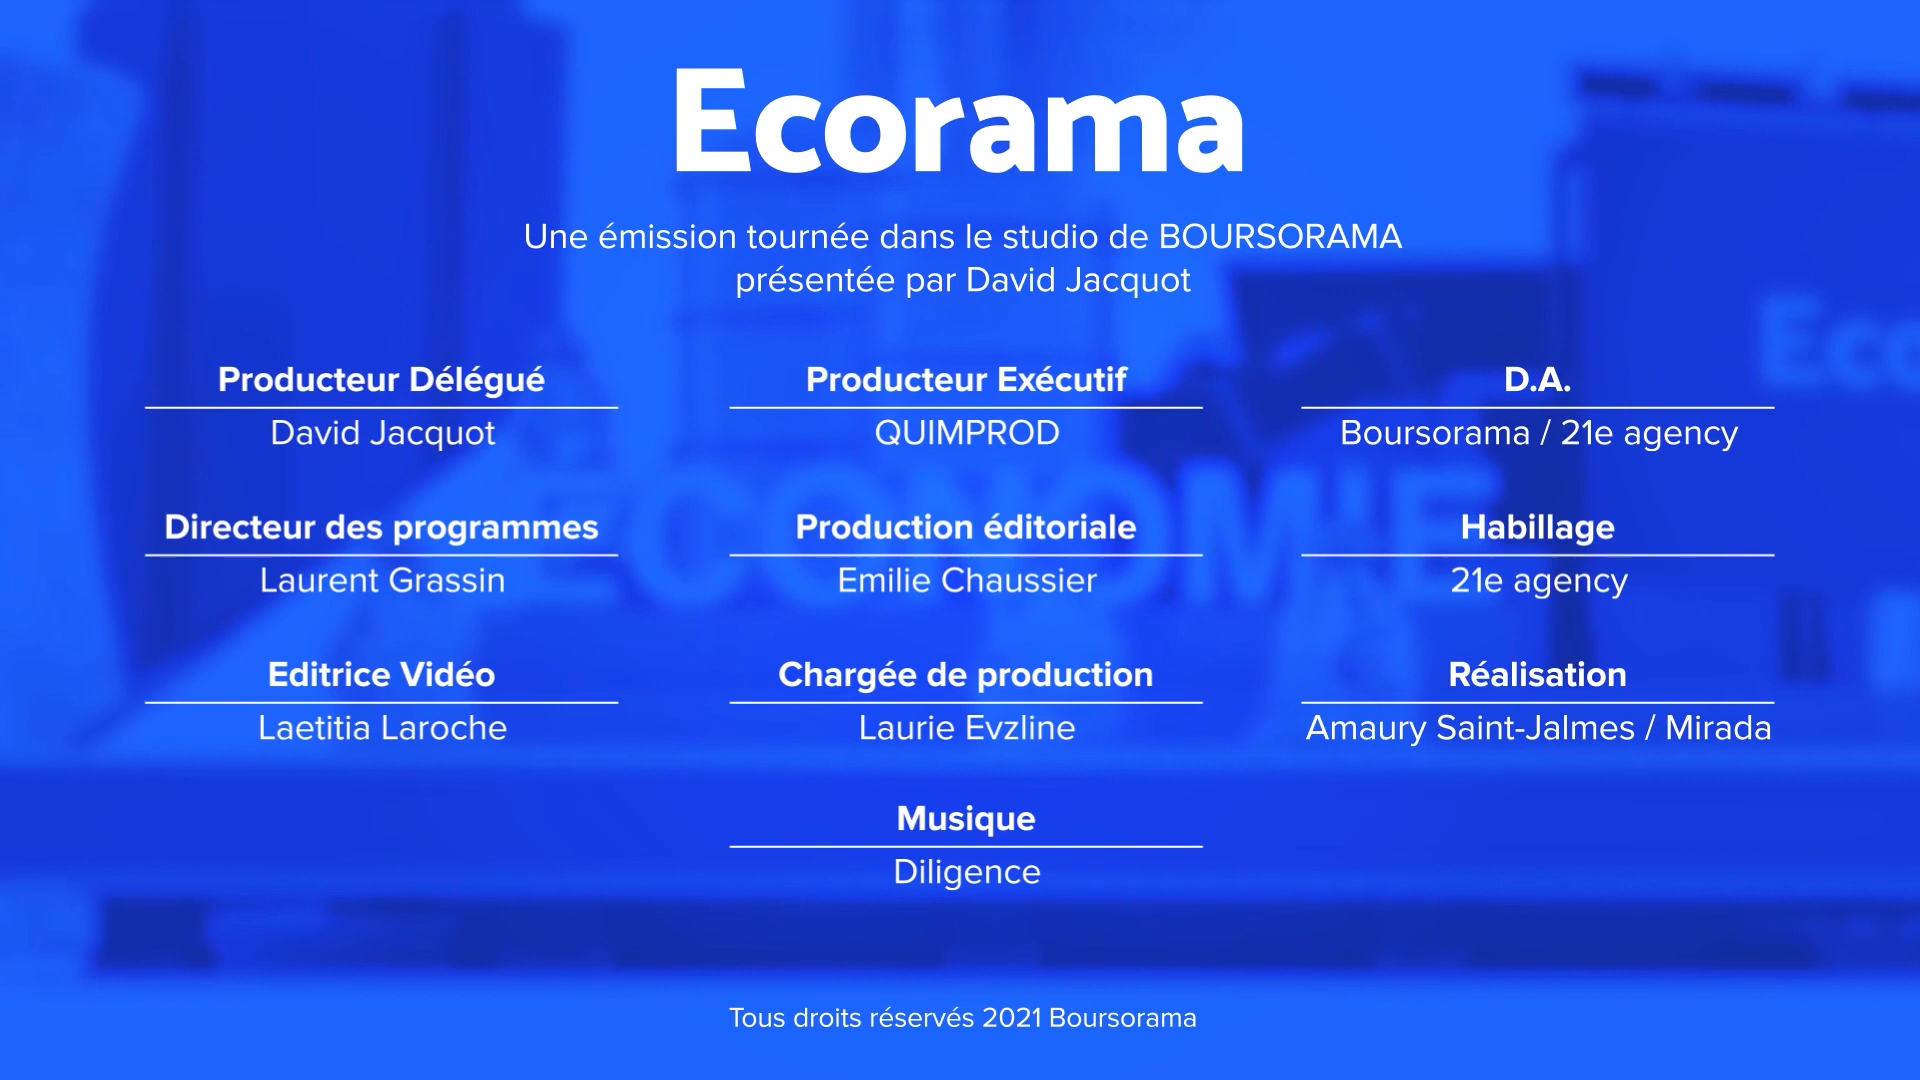 Ecorama
Une émission tournée dans le studio de BOURSORAMA
présentée par David Jacquot
Producteur Délégué
David Jacquot
Producteur Exécutif
QUIMPROD
D.A.
Boursorama / 21e agency
Directeur des programmes
Laurent Grassin
Production éditoriale
Emilie Chaussier
Habillage
21e agency
Editrice Vidéo
Laetitia Laroche
Chargée de production
Laurie Evzline
Réalisation
Amaury Saint-Jalmes / Mirada
Musique
Diligence
Tous droits réservés 2021 Boursorama
ECONOMIE
Eco